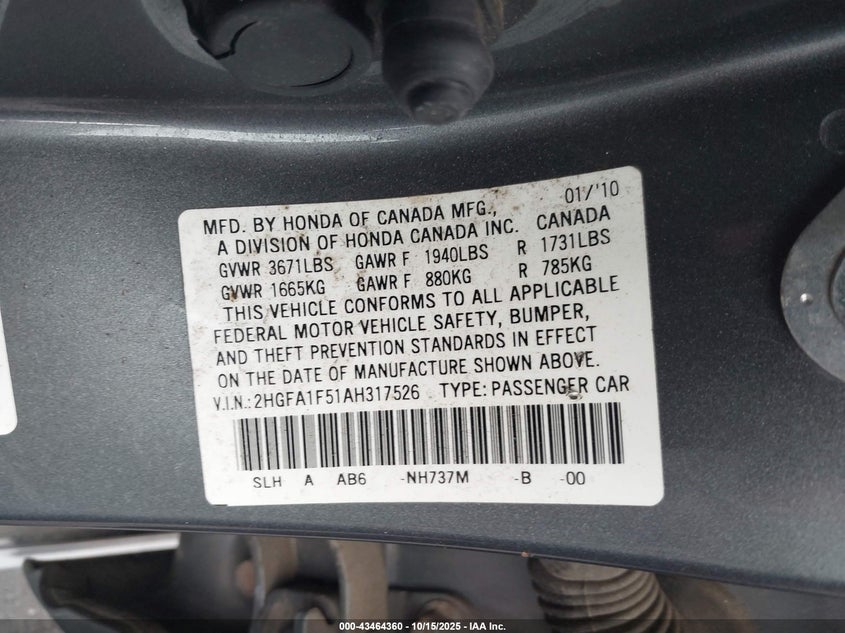 01/'10
MFD. BY HONDA OF CANADA MFG.,
A DIVISION OF HONDA CANADA INC. CANADA
GVWR 3671LBS GAWR F 1940LBS R 1731LBS
GVWR 1665KG GAWR F 880KG R 785KG
THIS VEHICLE CONFORMS TO ALL APPLICABLE
FEDERAL MOTOR VEHICLE SAFETY, BUMPER,
AND THEFT PREVENTION STANDARDS IN EFFECT
ON THE DATE OF MANUFACTURE SHOWN ABOVE.
V.I.N.:2HGFA1F51AH317526 TYPE:PASSENGER CAR
SLH A AB6 -NH737M -B -00
000-43464360 - 10/15/2025 - IAA Inc.